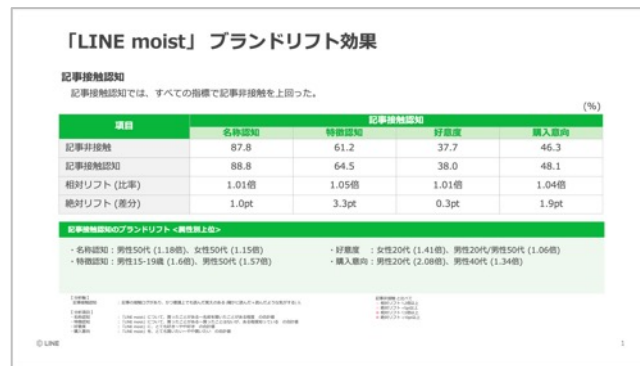 「LINE moist」 ブランドリフト効果
記事接触認知
記事接触認知では、すべての指標で記事非接触を上回った。
(%)
項目 記事接触認知
名称認知 特徴認知 好意度 購入意向
記事非接触 87.8 61.2 37.7 46.3
記事接触認知 88.8 64.5 38.0 48.1
相対リフト (比率) 1.01倍 1.05倍 1.01倍 1.04倍
絶対リフト (差分) 1.0pt 3.3pt 0.3pt 1.9pt
記事接触認知のブランドリフト <属性別上位>
・名称認知：男性50代 (1.18倍)、女性50代 (1.15倍)
・特徴認知：男性15-19歳 (1.6倍)、男性50代 (1.57倍)
・好意度 ：女性20代 (1.41倍)、男性20代/男性50代 (1.06倍)
・購入意向：男性20代 (2.08倍)、男性40代 (1.34倍)
© LINE
1